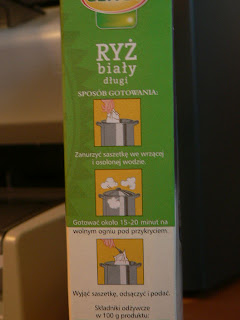 RYŻ
biały
długi
SPOSÓB GOTOWANIA:
Zanurzyć saszetkę we wrzącej
i osolonej wodzie.
Gotować około 15-20 minut na
wolnym ogniu pod przykryciem.
Wyjąć saszetkę, odsączyć i podać.
Składniki odżywcze
w 100 g produktu: